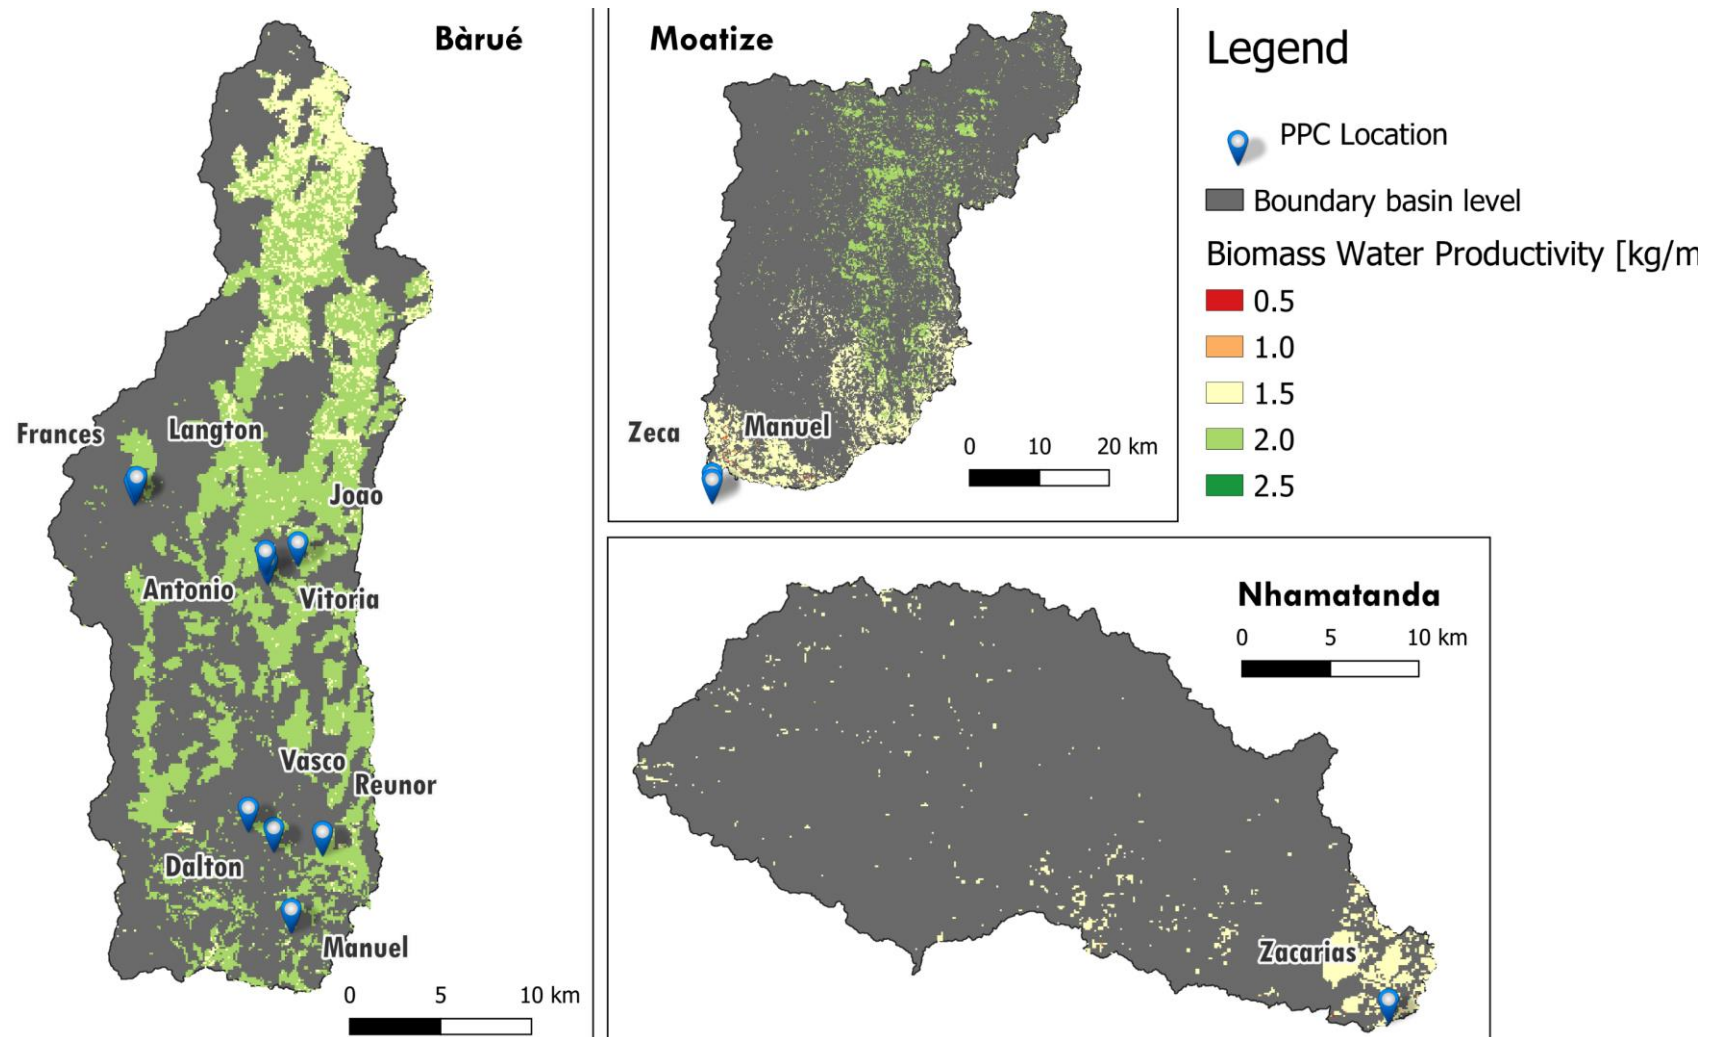 Bàrué
Frances
Langton
Joao
Antonio
Vitoria
Vasco
Reunor
Dalton
Manuel
0 5 10 km
Moatize
Zeca
Manuel
0 10 20 km
Legend
PPC Location
Boundary basin level
Biomass Water Productivity [kg/m
0.5
1.0
1.5
2.0
2.5
Nhamatanda
0 5 10 km
Zacarias